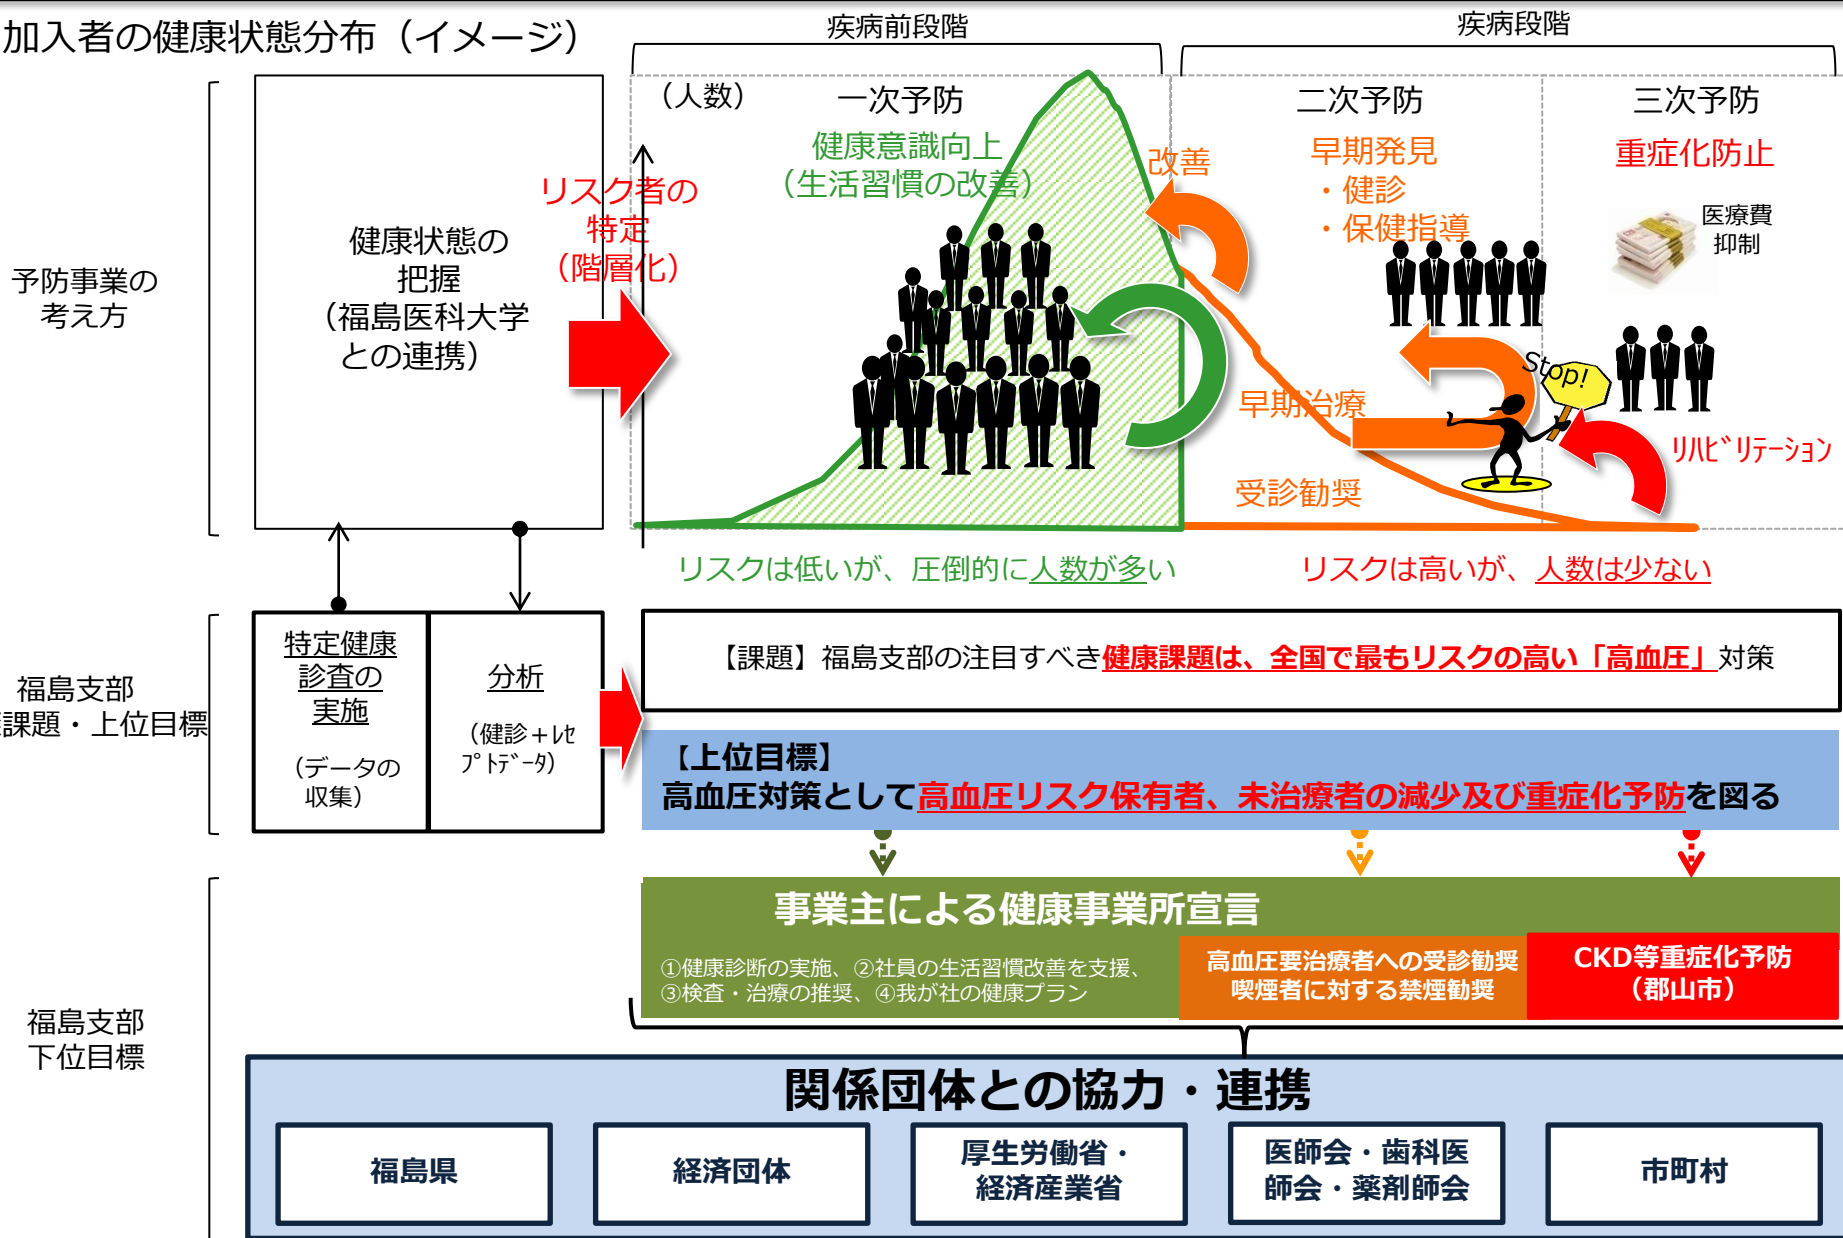 加入者の健康状態分布（イメージ）
疾病前段階
疾病段階
予防事業の
考え方
健康状態の
把握
（福島医科大学
との連携）
リスク者の
特定
（階層化）
（人数）
一次予防
健康意識向上
（生活習慣の改善）
改善
二次予防
早期発見
・健診
・保健指導
三次予防
重症化防止
医療費
抑制
早期治療
Stop!
ﾘﾊﾋﾞﾘﾃｰｼｮﾝ
受診勧奨
リスクは低いが、圧倒的に人数が多い
リスクは高いが、人数は少ない
福島支部
課題・上位目標
特定健康
診査の
実施
（データの
収集）
分析
（健診＋ﾚｾ
ﾌﾟﾄﾃﾞｰﾀ）
【課題】福島支部の注目すべき健康課題は、全国で最もリスクの高い「高血圧」対策
【上位目標】
高血圧対策として高血圧リスク保有者、未治療者の減少及び重症化予防を図る
福島支部
下位目標
事業主による健康事業所宣言
①健康診断の実施、②社員の生活習慣改善を支援、
③検査・治療の推奨、④我が社の健康プラン
高血圧要治療者への受診勧奨
喫煙者に対する禁煙勧奨
CKD等重症化予防
（郡山市）
関係団体との協力・連携
福島県
経済団体
厚生労働省・
経済産業省
医師会・歯科医
師会・薬剤師会
市町村